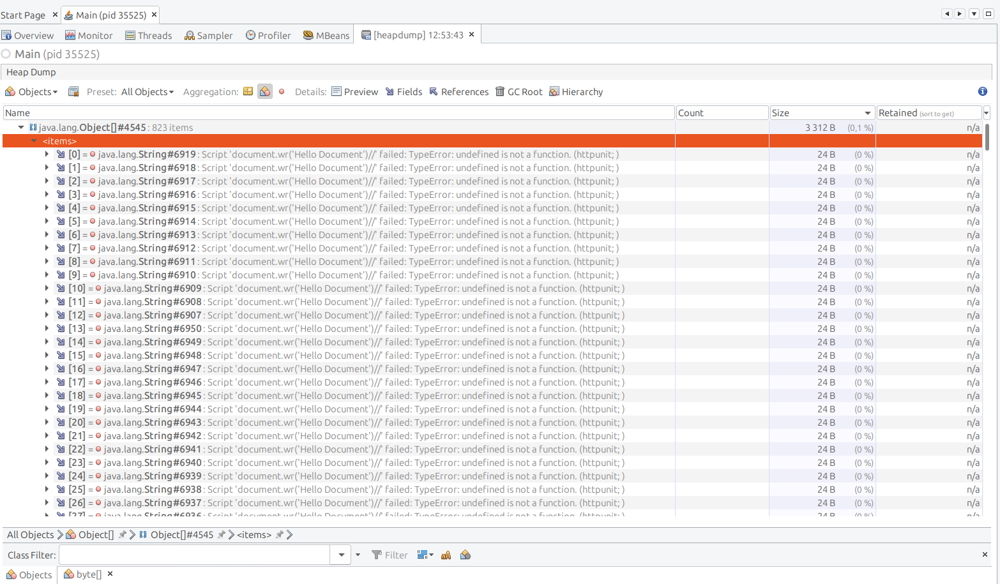 Start Page × Main (pid 35525) ×
Overview Monitor Threads Sampler Profiler MBeans [heapdump] 12:53:43 ×
Main (pid 35525)
Heap Dump
Objects Preset: All Objects Aggregation: Details: Preview Fields References GC Root Hierarchy
Name Count Size Retained (sort to get)
java.lang.Object[]#4545 : 823 items 3 312 B (0,1 %) n/a
<items>
[0] = java.lang.String#6919 : Script 'document.wr('Hello Document')//' failed: TypeError: undefined is not a function. (httpunit; ) 24 B (0 %) n/a
[1] = java.lang.String#6918 : Script 'document.wr('Hello Document')//' failed: TypeError: undefined is not a function. (httpunit; ) 24 B (0 %) n/a
[2] = java.lang.String#6917 : Script 'document.wr('Hello Document')//' failed: TypeError: undefined is not a function. (httpunit; ) 24 B (0 %) n/a
[3] = java.lang.String#6916 : Script 'document.wr('Hello Document')//' failed: TypeError: undefined is not a function. (httpunit; ) 24 B (0 %) n/a
[4] = java.lang.String#6915 : Script 'document.wr('Hello Document')//' failed: TypeError: undefined is not a function. (httpunit; ) 24 B (0 %) n/a
[5] = java.lang.String#6914 : Script 'document.wr('Hello Document')//' failed: TypeError: undefined is not a function. (httpunit; ) 24 B (0 %) n/a
[6] = java.lang.String#6913 : Script 'document.wr('Hello Document')//' failed: TypeError: undefined is not a function. (httpunit; ) 24 B (0 %) n/a
[7] = java.lang.String#6912 : Script 'document.wr('Hello Document')//' failed: TypeError: undefined is not a function. (httpunit; ) 24 B (0 %) n/a
[8] = java.lang.String#6911 : Script 'document.wr('Hello Document')//' failed: TypeError: undefined is not a function. (httpunit; ) 24 B (0 %) n/a
[9] = java.lang.String#6910 : Script 'document.wr('Hello Document')//' failed: TypeError: undefined is not a function. (httpunit; ) 24 B (0 %) n/a
[10] = java.lang.String#6909 : Script 'document.wr('Hello Document')//' failed: TypeError: undefined is not a function. (httpunit; ) 24 B (0 %) n/a
[11] = java.lang.String#6908 : Script 'document.wr('Hello Document')//' failed: TypeError: undefined is not a function. (httpunit; ) 24 B (0 %) n/a
[12] = java.lang.String#6907 : Script 'document.wr('Hello Document')//' failed: TypeError: undefined is not a function. (httpunit; ) 24 B (0 %) n/a
[13] = java.lang.String#6950 : Script 'document.wr('Hello Document')//' failed: TypeError: undefined is not a function. (httpunit; ) 24 B (0 %) n/a
[14] = java.lang.String#6949 : Script 'document.wr('Hello Document')//' failed: TypeError: undefined is not a function. (httpunit; ) 24 B (0 %) n/a
[15] = java.lang.String#6948 : Script 'document.wr('Hello Document')//' failed: TypeError: undefined is not a function. (httpunit; ) 24 B (0 %) n/a
[16] = java.lang.String#6947 : Script 'document.wr('Hello Document')//' failed: TypeError: undefined is not a function. (httpunit; ) 24 B (0 %) n/a
[17] = java.lang.String#6946 : Script 'document.wr('Hello Document')//' failed: TypeError: undefined is not a function. (httpunit; ) 24 B (0 %) n/a
[18] = java.lang.String#6945 : Script 'document.wr('Hello Document')//' failed: TypeError: undefined is not a function. (httpunit; ) 24 B (0 %) n/a
[19] = java.lang.String#6944 : Script 'document.wr('Hello Document')//' failed: TypeError: undefined is not a function. (httpunit; ) 24 B (0 %) n/a
[20] = java.lang.String#6943 : Script 'document.wr('Hello Document')//' failed: TypeError: undefined is not a function. (httpunit; ) 24 B (0 %) n/a
[21] = java.lang.String#6942 : Script 'document.wr('Hello Document')//' failed: TypeError: undefined is not a function. (httpunit; ) 24 B (0 %) n/a
[22] = java.lang.String#6941 : Script 'document.wr('Hello Document')//' failed: TypeError: undefined is not a function. (httpunit; ) 24 B (0 %) n/a
[23] = java.lang.String#6940 : Script 'document.wr('Hello Document')//' failed: TypeError: undefined is not a function. (httpunit; ) 24 B (0 %) n/a
[24] = java.lang.String#6939 : Script 'document.wr('Hello Document')//' failed: TypeError: undefined is not a function. (httpunit; ) 24 B (0 %) n/a
[25] = java.lang.String#6938 : Script 'document.wr('Hello Document')//' failed: TypeError: undefined is not a function. (httpunit; ) 24 B (0 %) n/a
[26] = java.lang.String#6937 : Script 'document.wr('Hello Document')//' failed: TypeError: undefined is not a function. (httpunit; ) 24 B (0 %) n/a
[27] = java.lang.String#6936 : Script 'document.wr('Hello Document')//' failed: TypeError: undefined is not a function. (httpunit; ) 24 B (0 %) n/a
All Objects Object[] Object[]#4545 <items>
Class Filter: Filter aA ×
Objects byte[] ×